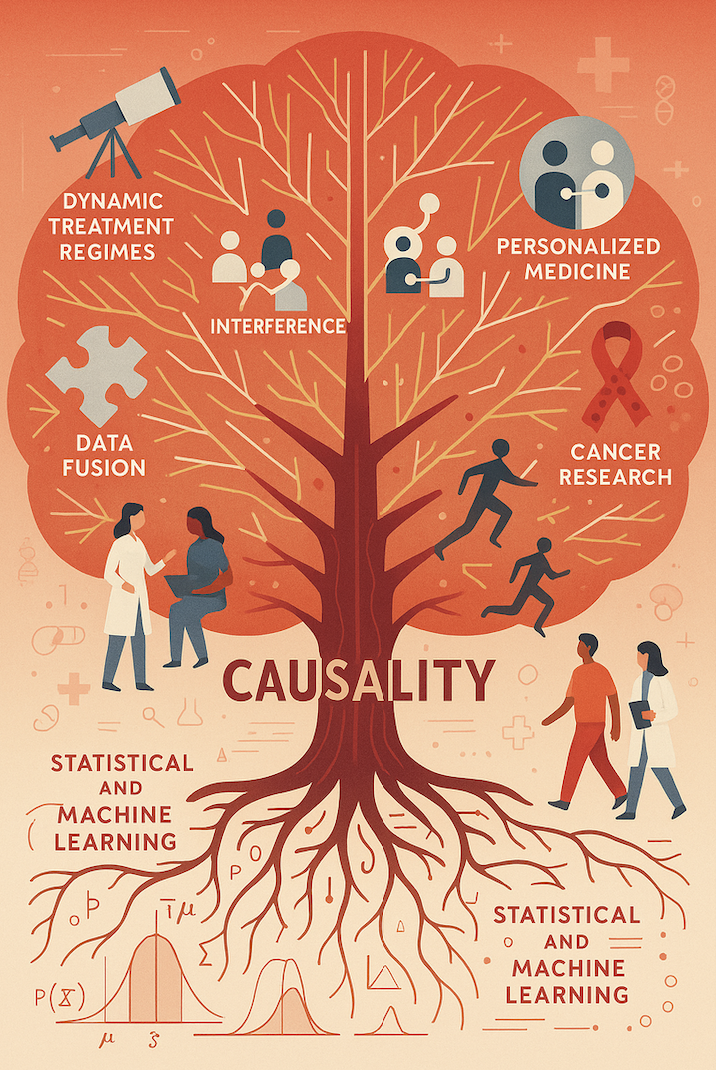 DYNAMIC
TREATMENT
REGIMES
PERSONALIZED
MEDICINE
INTERFERENCE
DATA
FUSION
CANCER
RESEARCH
CAUSALITY
STATISTICAL
AND
MACHINE
LEARNING
STATISTICAL
AND
MACHINE
LEARNING
μ
μ